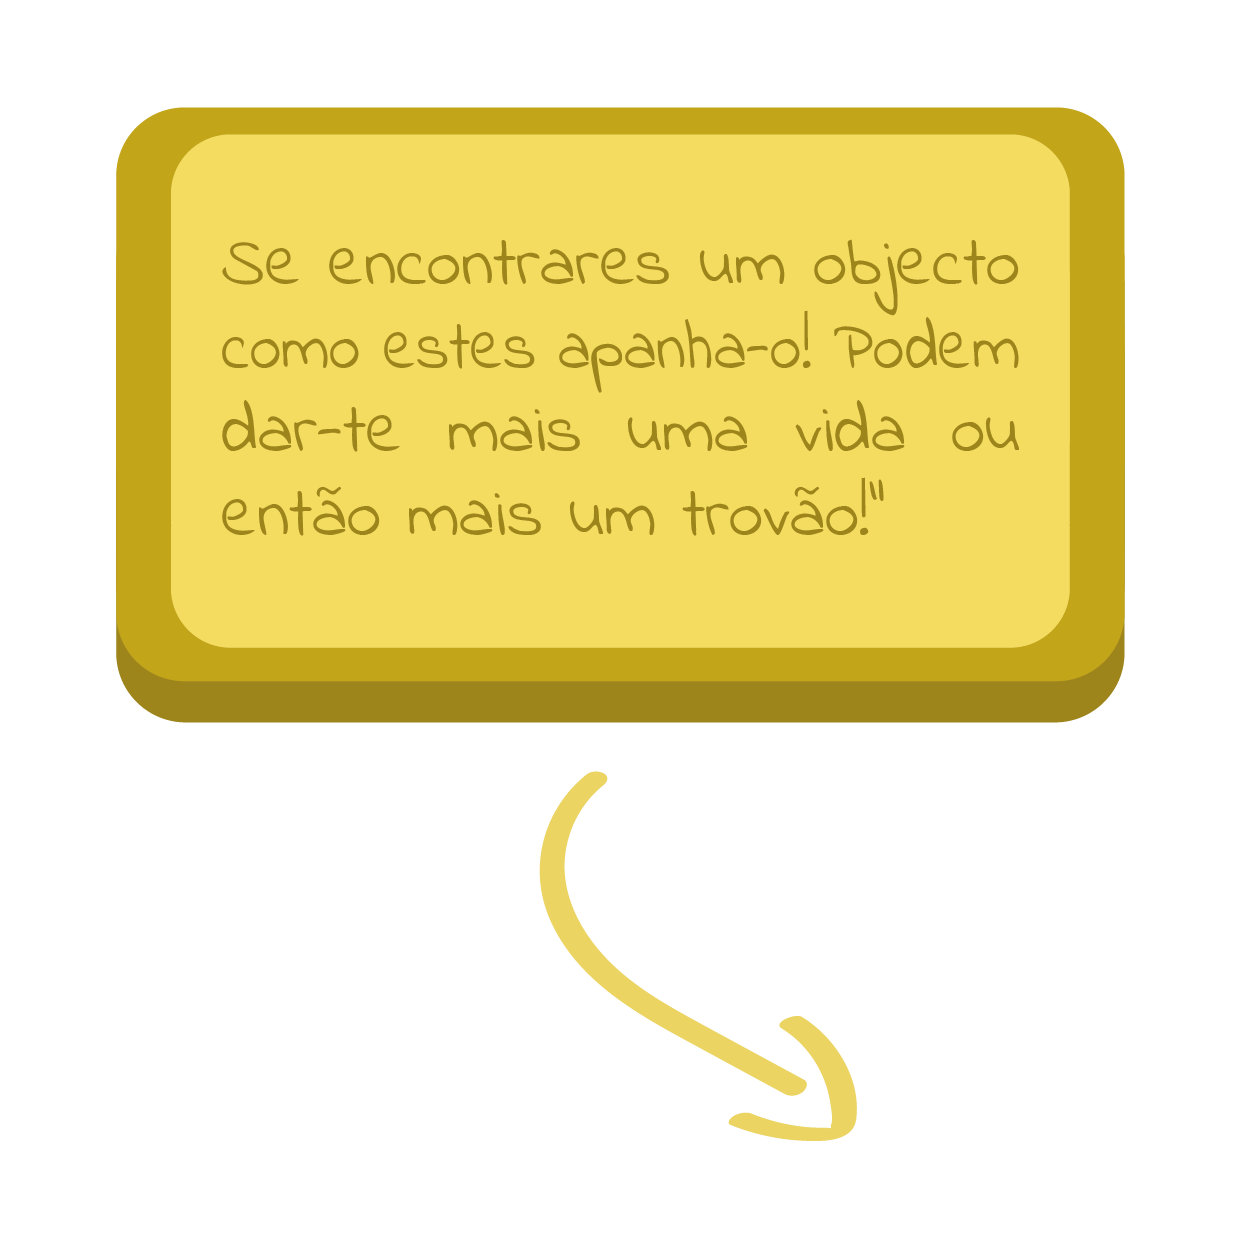 Se encontrares um objecto
como estes apanha-o! Podem
dar-te mais uma vida ou
então mais um trovão!"